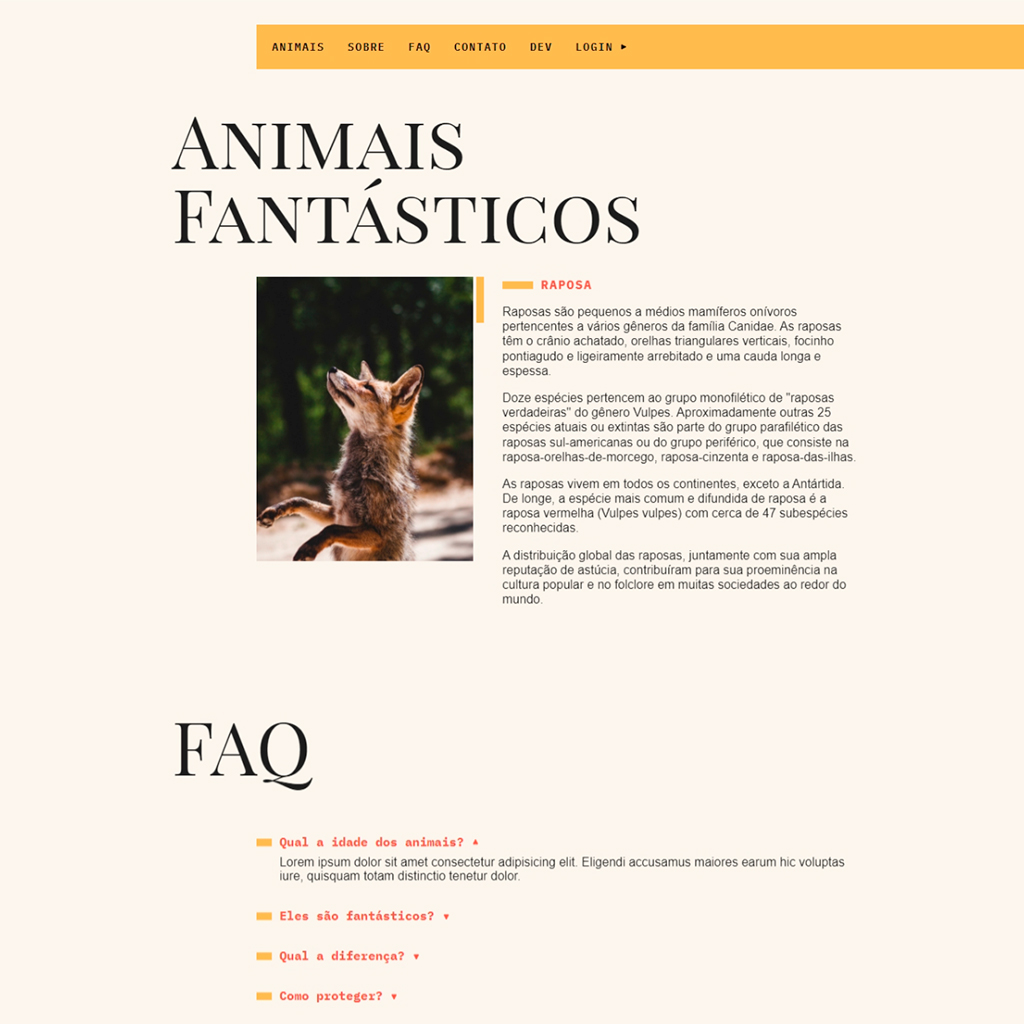 ANIMAIS SOBRE FAQ CONTATO DEV LOGIN ▸
ANIMAIS
FANTÁSTICOS
RAPOSA
Raposas são pequenos a médios mamíferos onívoros
pertencentes a vários gêneros da família Canidae. As raposas
têm o crânio achatado, orelhas triangulares verticais, focinho
pontiagudo e ligeiramente arrebitado e uma cauda longa e
espessa.
Doze espécies pertencem ao grupo monofilético de "raposas
verdadeiras" do gênero Vulpes. Aproximadamente outras 25
espécies atuais ou extintas são parte do grupo parafilético das
raposas sul-americanas ou do grupo periférico, que consiste na
raposa-orelhas-de-morcego, raposa-cinzenta e raposa-das-ilhas.
As raposas vivem em todos os continentes, exceto a Antártida.
De longe, a espécie mais comum e difundida de raposa é a
raposa vermelha (Vulpes vulpes) com cerca de 47 subespécies
reconhecidas.
A distribuição global das raposas, juntamente com sua ampla
reputação de astúcia, contribuíram para sua proeminência na
cultura popular e no folclore em muitas sociedades ao redor do
mundo.
FAQ
Qual a idade dos animais? ▴
Lorem ipsum dolor sit amet consectetur adipisicing elit. Eligendi accusamus maiores earum hic voluptas
iure, quisquam totam distinctio tenetur dolor.
Eles são fantásticos? ▾
Qual a diferença? ▾
Como proteger? ▾